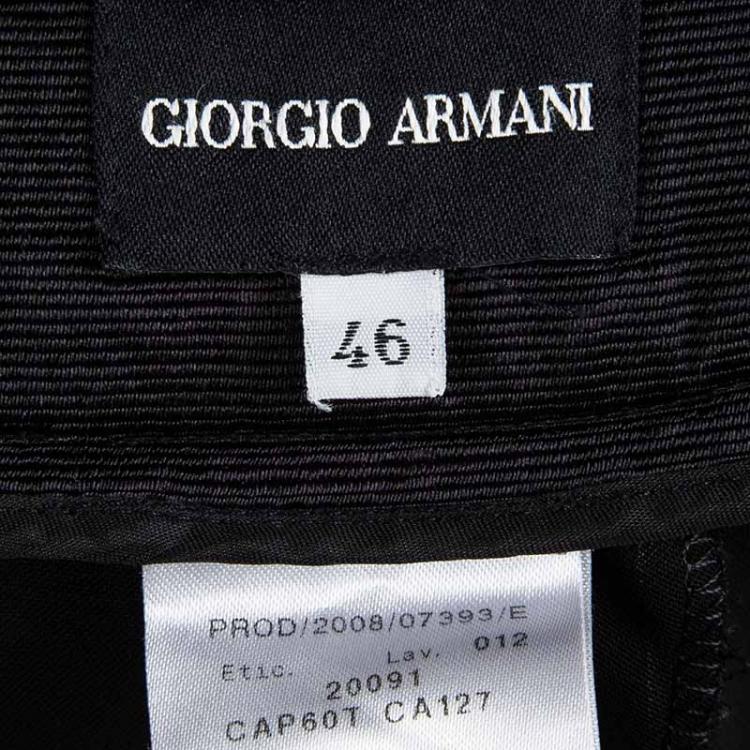 GIORGIO ARMANI
46
PROD/2008/07393/E
Etic. Lav. 012
20091
CAP60T CA127